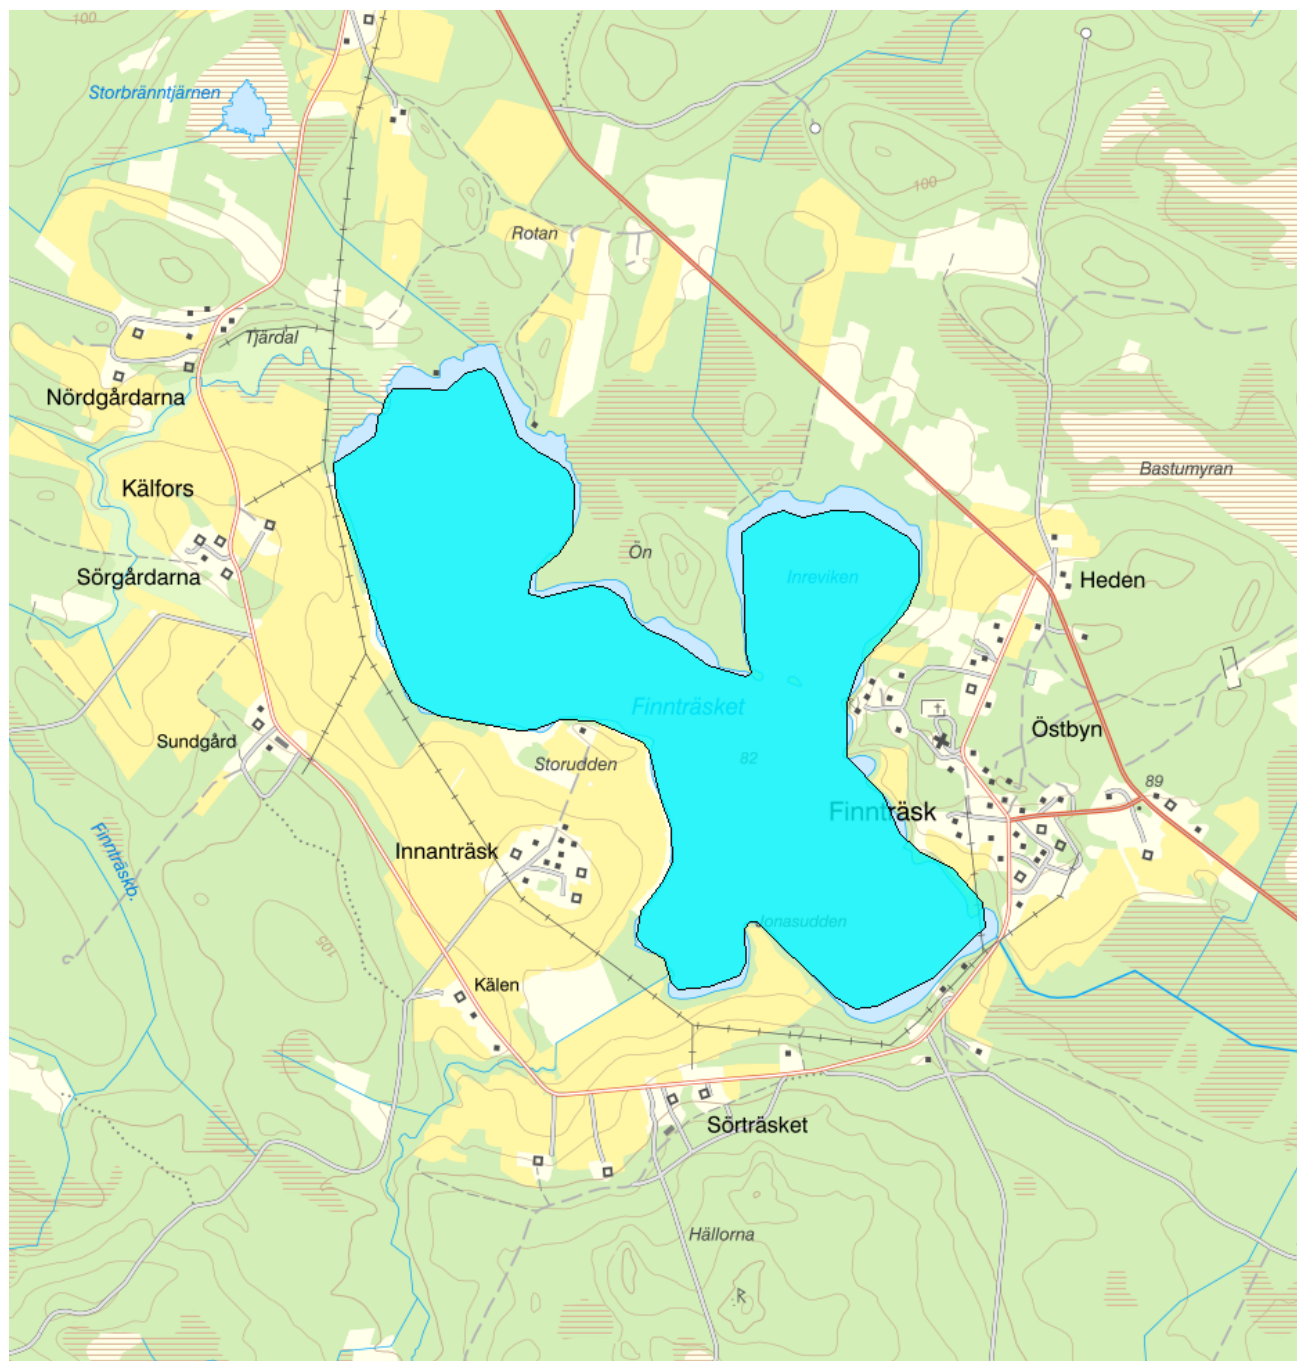 100
Storbränntjärnen
100
Rotan
Tjärdal
Nördgårdarna
Bastumyran
Kälfors
Ön
Sörgårdarna
Inreviken
Heden
Finnträsket
Östbyn
Sundgård
Storudden
82
89
Finnträsk
Finnträskb.
Innanträsk
Jonasudden
105
Kälen
Sörträsket
Hällorna
R